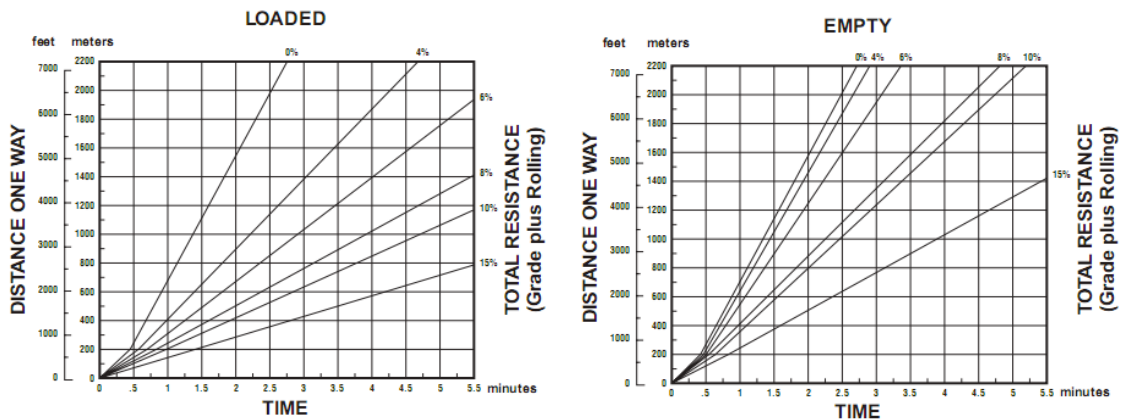 LOADED
feet meters
0% 4%
7000 2200
2000
6000 1800
6%
1600
5000
1400 8%
4000 1200
10%
1000
3000
800 15%
2000 600
400
1000
200
0 0
0 .5 1 1.5 2 2.5 3 3.5 4 4.5 5 5.5 minutes
TIME
DISTANCE ONE WAY
TOTAL RESISTANCE
(Grade plus Rolling)
EMPTY
feet meters
0% 4% 6% 8% 10%
7000 2200
2000
6000 1800
1600
5000
1400 15%
4000 1200
1000
3000
800
2000 600
400
1000
200
0 0
0 .5 1 1.5 2 2.5 3 3.5 4 4.5 5 5.5 minutes
TIME
DISTANCE ONE WAY
TOTAL RESISTANCE
(Grade plus Rolling)